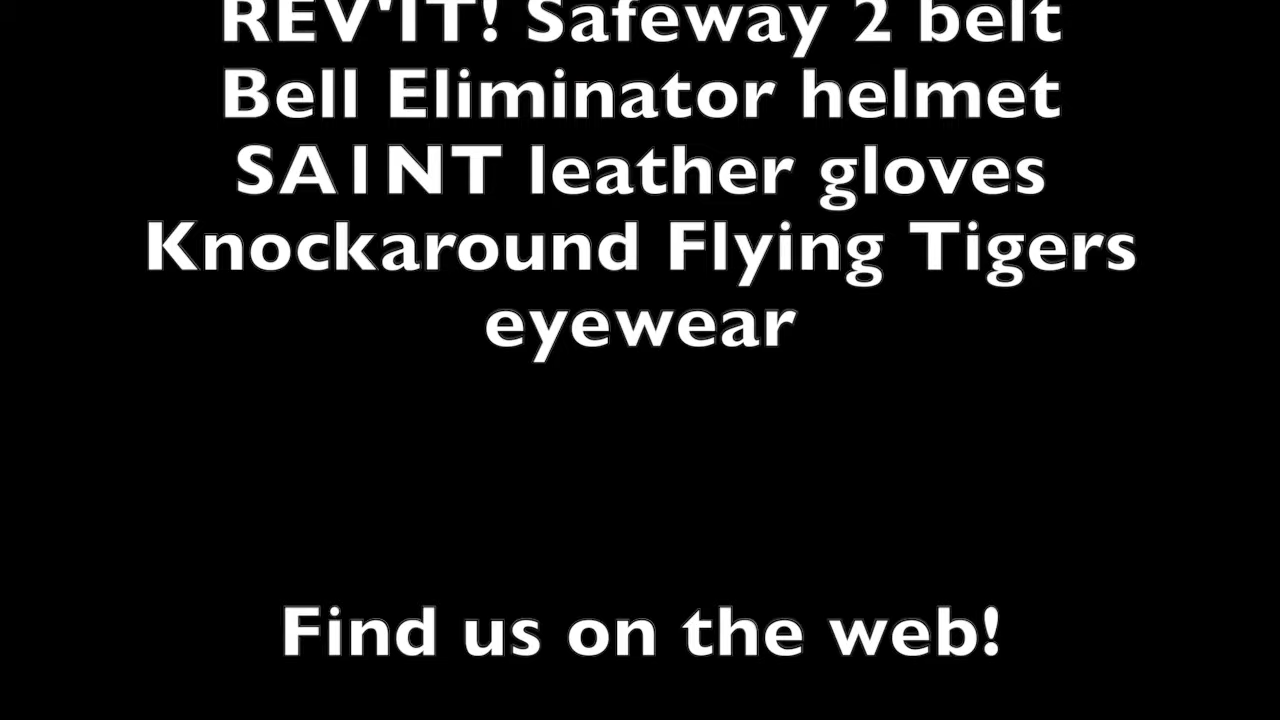 REV'IT! Safeway 2 belt
Bell Eliminator helmet
SA1NT leather gloves
Knockaround Flying Tigers
eyewear
Find us on the web!